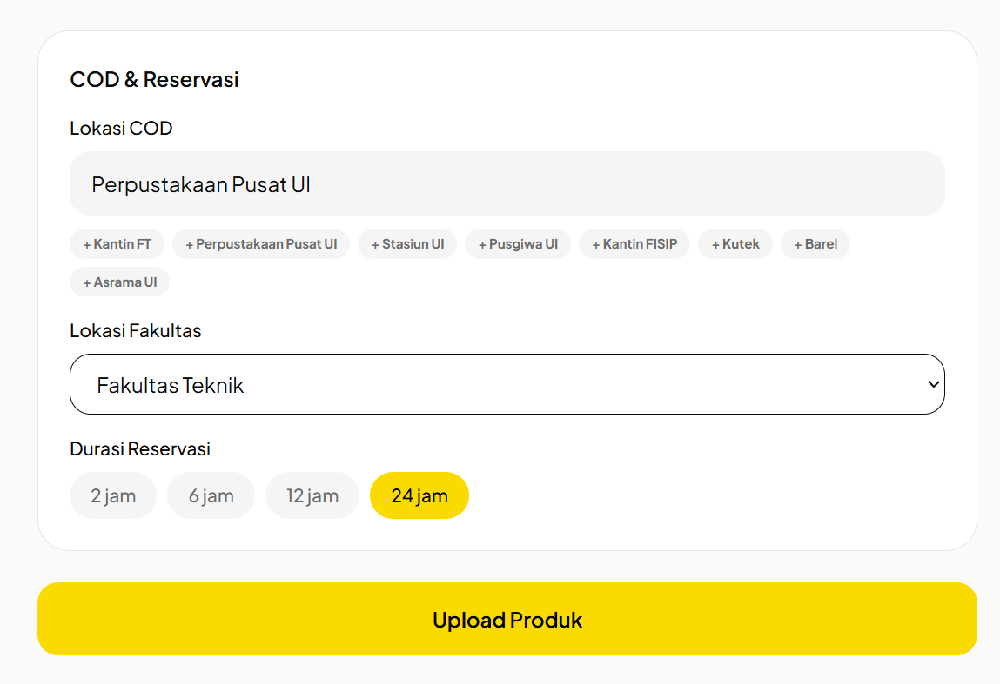 COD & Reservasi
Lokasi COD
Perpustakaan Pusat UI
+ Kantin FT + Perpustakaan Pusat UI + Stasiun UI + Pusgiwa UI + Kantin FISIP + Kutek + Barel
+ Asrama UI
Lokasi Fakultas
Fakultas Teknik
Durasi Reservasi
2 jam 6 jam 12 jam 24 jam
Upload Produk